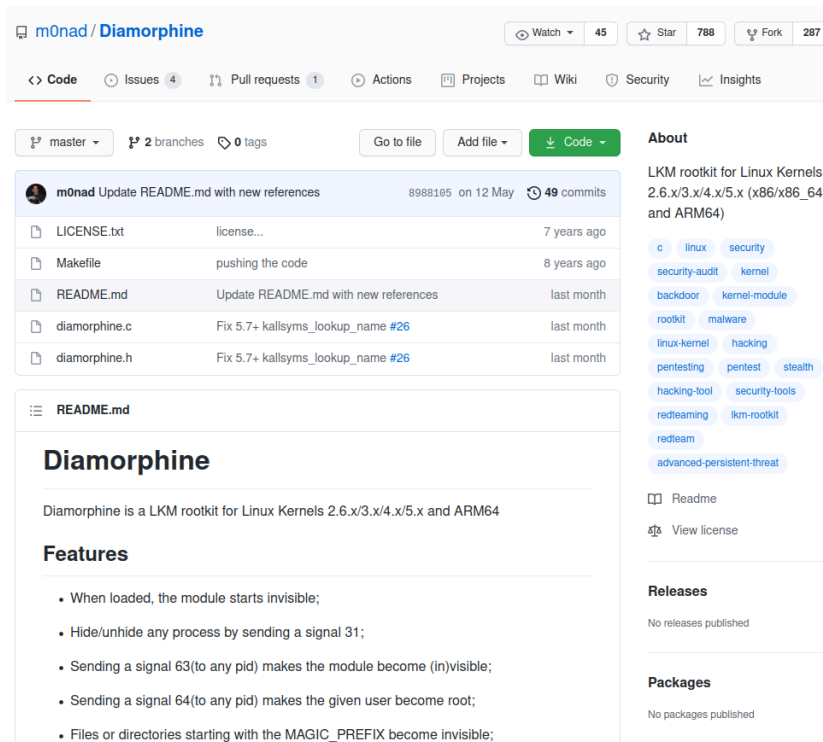 m0nad / Diamorphine
Watch 45 Star 788 Fork 287
Code Issues 4 Pull requests 1 Actions Projects Wiki Security Insights
master 2 branches 0 tags Go to file Add file Code
m0nad Update README.md with new references 8988105 on 12 May 49 commits
LICENSE.txt license... 7 years ago
Makefile pushing the code 8 years ago
README.md Update README.md with new references last month
diamorphine.c Fix 5.7+ kallsyms_lookup_name #26 last month
diamorphine.h Fix 5.7+ kallsyms_lookup_name #26 last month
README.md
Diamorphine
Diamorphine is a LKM rootkit for Linux Kernels 2.6.x/3.x/4.x/5.x and ARM64
Features
• When loaded, the module starts invisible;
• Hide/unhide any process by sending a signal 31;
• Sending a signal 63(to any pid) makes the module become (in)visible;
• Sending a signal 64(to any pid) makes the given user become root;
• Files or directories starting with the MAGIC_PREFIX become invisible;
About
LKM rootkit for Linux Kernels
2.6.x/3.x/4.x/5.x (x86/x86_64
and ARM64)
c linux security
security-audit kernel
backdoor kernel-module
rootkit malware
linux-kernel hacking
pentesting pentest stealth
hacking-tool security-tools
redteaming lkm-rootkit
redteam
advanced-persistent-threat
Readme
View license
Releases
No releases published
Packages
No packages published